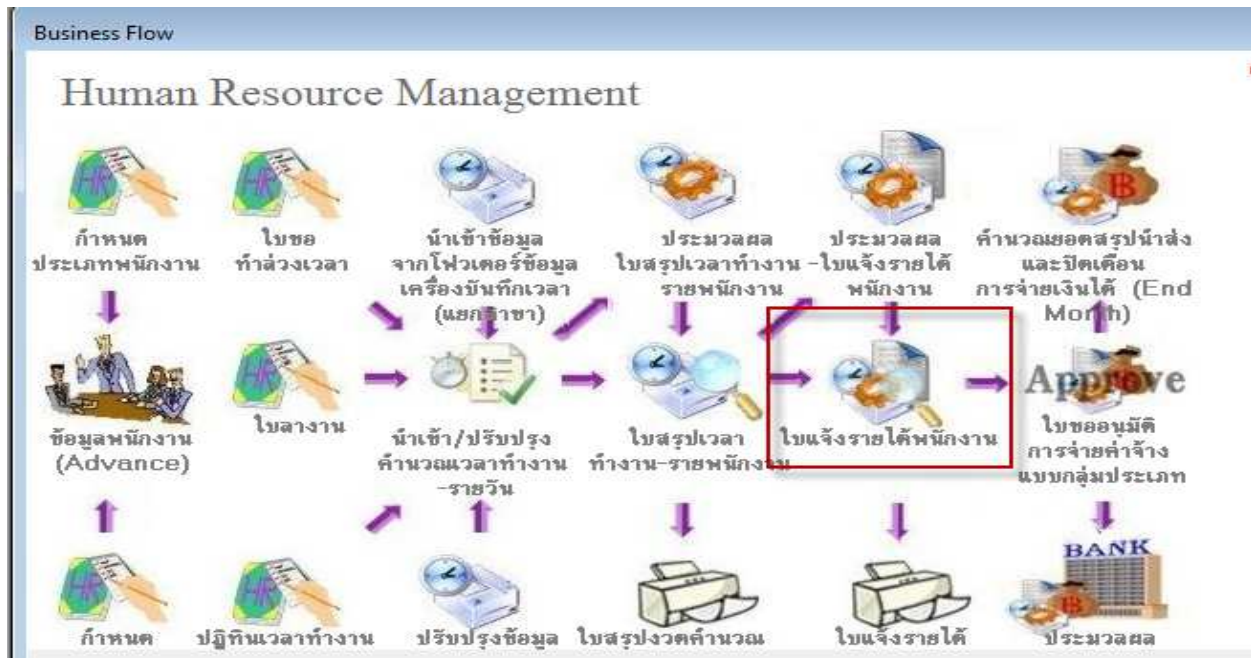 Business Flow
Human Resource Management
กำหนด
ประเภทพนักงาน
ใบขอ
ทำล่วงเวลา
นำเข้าข้อมูล
จากโฟวเดอร์ข้อมูล
เครื่องบันทึกเวลา
(แยกสาขา)
ประมวลผล
ใบสรุปเวลาทำงาน
รายพนักงาน
ประมวลผล
-ใบแจ้งรายได้
พนักงาน
คำนวณยอดสรุปนำส่ง
และปิดเดือน
การจ่ายเงินได้ (End
Month)
ข้อมูลพนักงาน
(Advance)
ใบลางาน
นำเข้า/ปรับปรุง
คำนวณเวลาทำงาน
-รายวัน
ใบสรุปเวลา
ทำงาน-รายพนักงาน
ใบแจ้งรายได้พนักงาน
Approve
ใบขออนุมัติ
การจ่ายค่าจ้าง
แบบกลุ่มประเภท
กำหนด
ปฏิทินเวลาทำงาน
ปรับปรุงข้อมูล
ใบสรุปงวดคำนวณ
ใบแจ้งรายได้
BANK
ประมวลผล